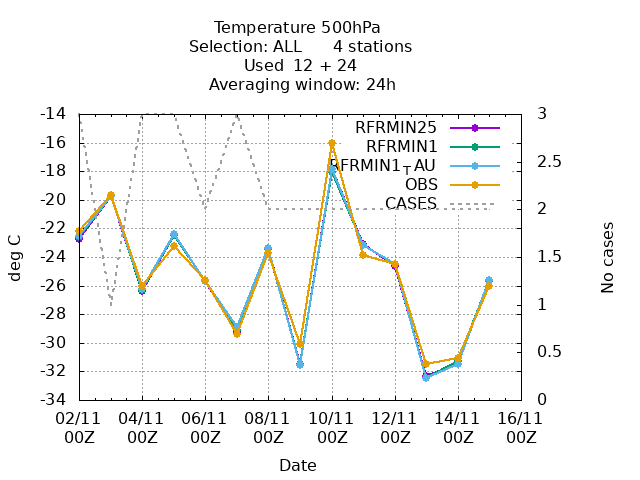 Temperature 500hPa
Selection: ALL 4 stations
Used 12 + 24
Averaging window: 24h
-14
-16
-18
-20
-22
-24
-26
-28
-30
-32
-34
deg C
3
2.5
2
1.5
1
0.5
0
No cases
RFRMIN25
RFRMIN1
RFRMIN1TAU
OBS
CASES
02/11 04/11 06/11 08/11 10/11 12/11 14/11 16/11
00Z 00Z 00Z 00Z 00Z 00Z 00Z 00Z
Date